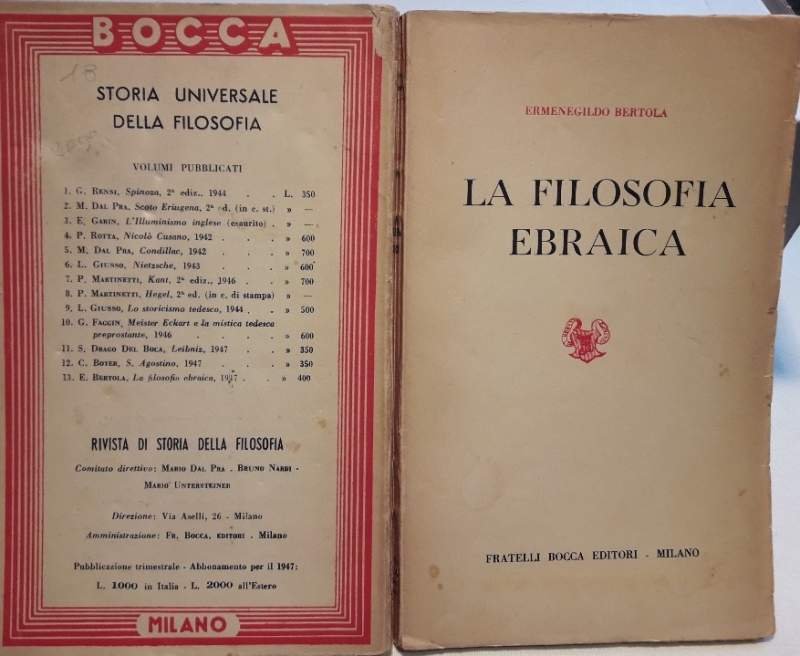 BOCCA
18
STORIA UNIVERSALE
DELLA FILOSOFIA
VOLUMI PUBBLICATI
1. G. RENSI, Spinoza, 2ª ediz., 1944 . . L. 350
2. M. DAL PRA, Scoto Eriugena, 2ª ed. (in c. st.) » —
3. E. GARIN, L'Illuminismo inglese (esaurito) . » —
4. P. ROTTA, Nicolò Cusano, 1942 . . . » 600
5. M. DAL PRA, Condillac, 1942 . . . » 700
6. L. GIUSSO, Nietzsche, 1943 . . . » 600
7. P. MARTINETTI, Kant, 2ª ediz., 1946 . . » 700
8. P. MARTINETTI, Hegel, 2ª ed. (in c. di stampa) » —
9. L. GIUSSO, Lo storicismo tedesco, 1944 . . » 500
10. G. FAGGIN, Meister Eckart e la mistica tedesca
preprostante, 1946 . . . . » 600
11. S. DRAGO DEL BOCA, Leibniz, 1947 . . » 350
12. C. BOYER, S. Agostino, 1947 . . . » 350
13. E. BERTOLA, La filosofia ebraica, 1947 . . » 400
RIVISTA DI STORIA DELLA FILOSOFIA
Comitato direttivo: MARIO DAL PRA . BRUNO NARDI -
MARIO UNTERSTEINER
Direzione: Via Aselli, 26 - Milano
Amministrazione: FR. BOCCA, EDITORI - Milano
Pubblicazione trimestrale - Abbonamento per il 1947:
L. 1000 in Italia - L. 2000 all'Estero
MILANO
ERMENEGILDO BERTOLA
LA FILOSOFIA
EBRAICA
FRATELLI BOCCA EDITORI - MILANO